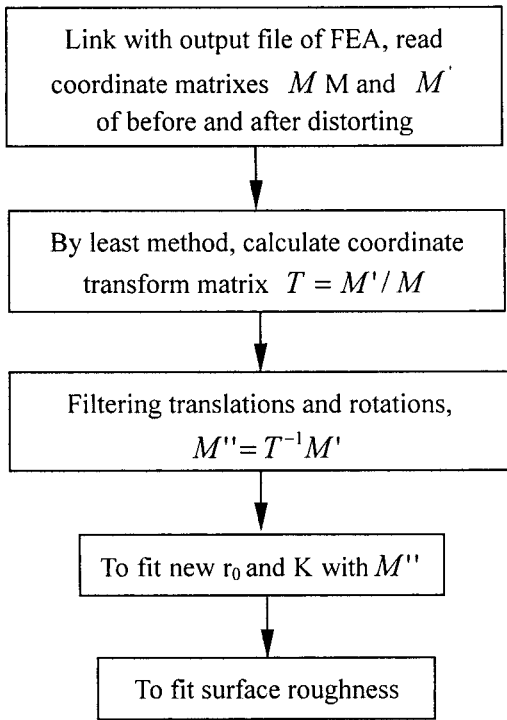 Link with output file of FEA, read
coordinate matrixes M M and M'
of before and after distorting
By least method, calculate coordinate
transform matrix T = M' / M
Filtering translations and rotations,
M'' = T⁻¹M'
To fit new r₀ and K with M''
To fit surface roughness